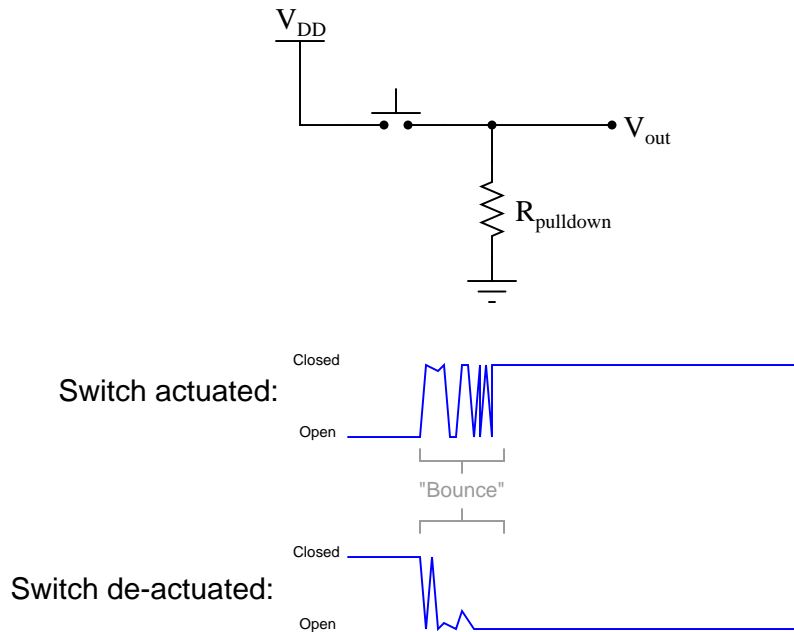 VDD
Vout
Rpulldown
Closed
Switch actuated:
Open
"Bounce"
Closed
Switch de-actuated:
Open